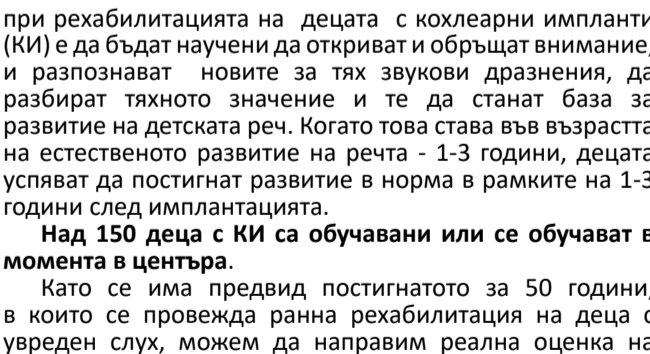 при рехабилитацията на децата с кохлеарни импланти
(КИ) е да бъдат научени да откриват и обръщат внимание,
и разпознават новите за тях звукови дразнения, да
разбират тяхното значение и те да станат база за
развитие на детската реч. Когато това става във възрастта
на естественото развитие на речта - 1-3 години, децата
успяват да постигнат развитие в норма в рамките на 1-3
години след имплантацията.
Над 150 деца с КИ са обучавани или се обучават в
момента в центъра.
Като се има предвид постигнатото за 50 години,
в които се провежда ранна рехабилитация на деца с
увреден слух, можем да направим реална оценка на